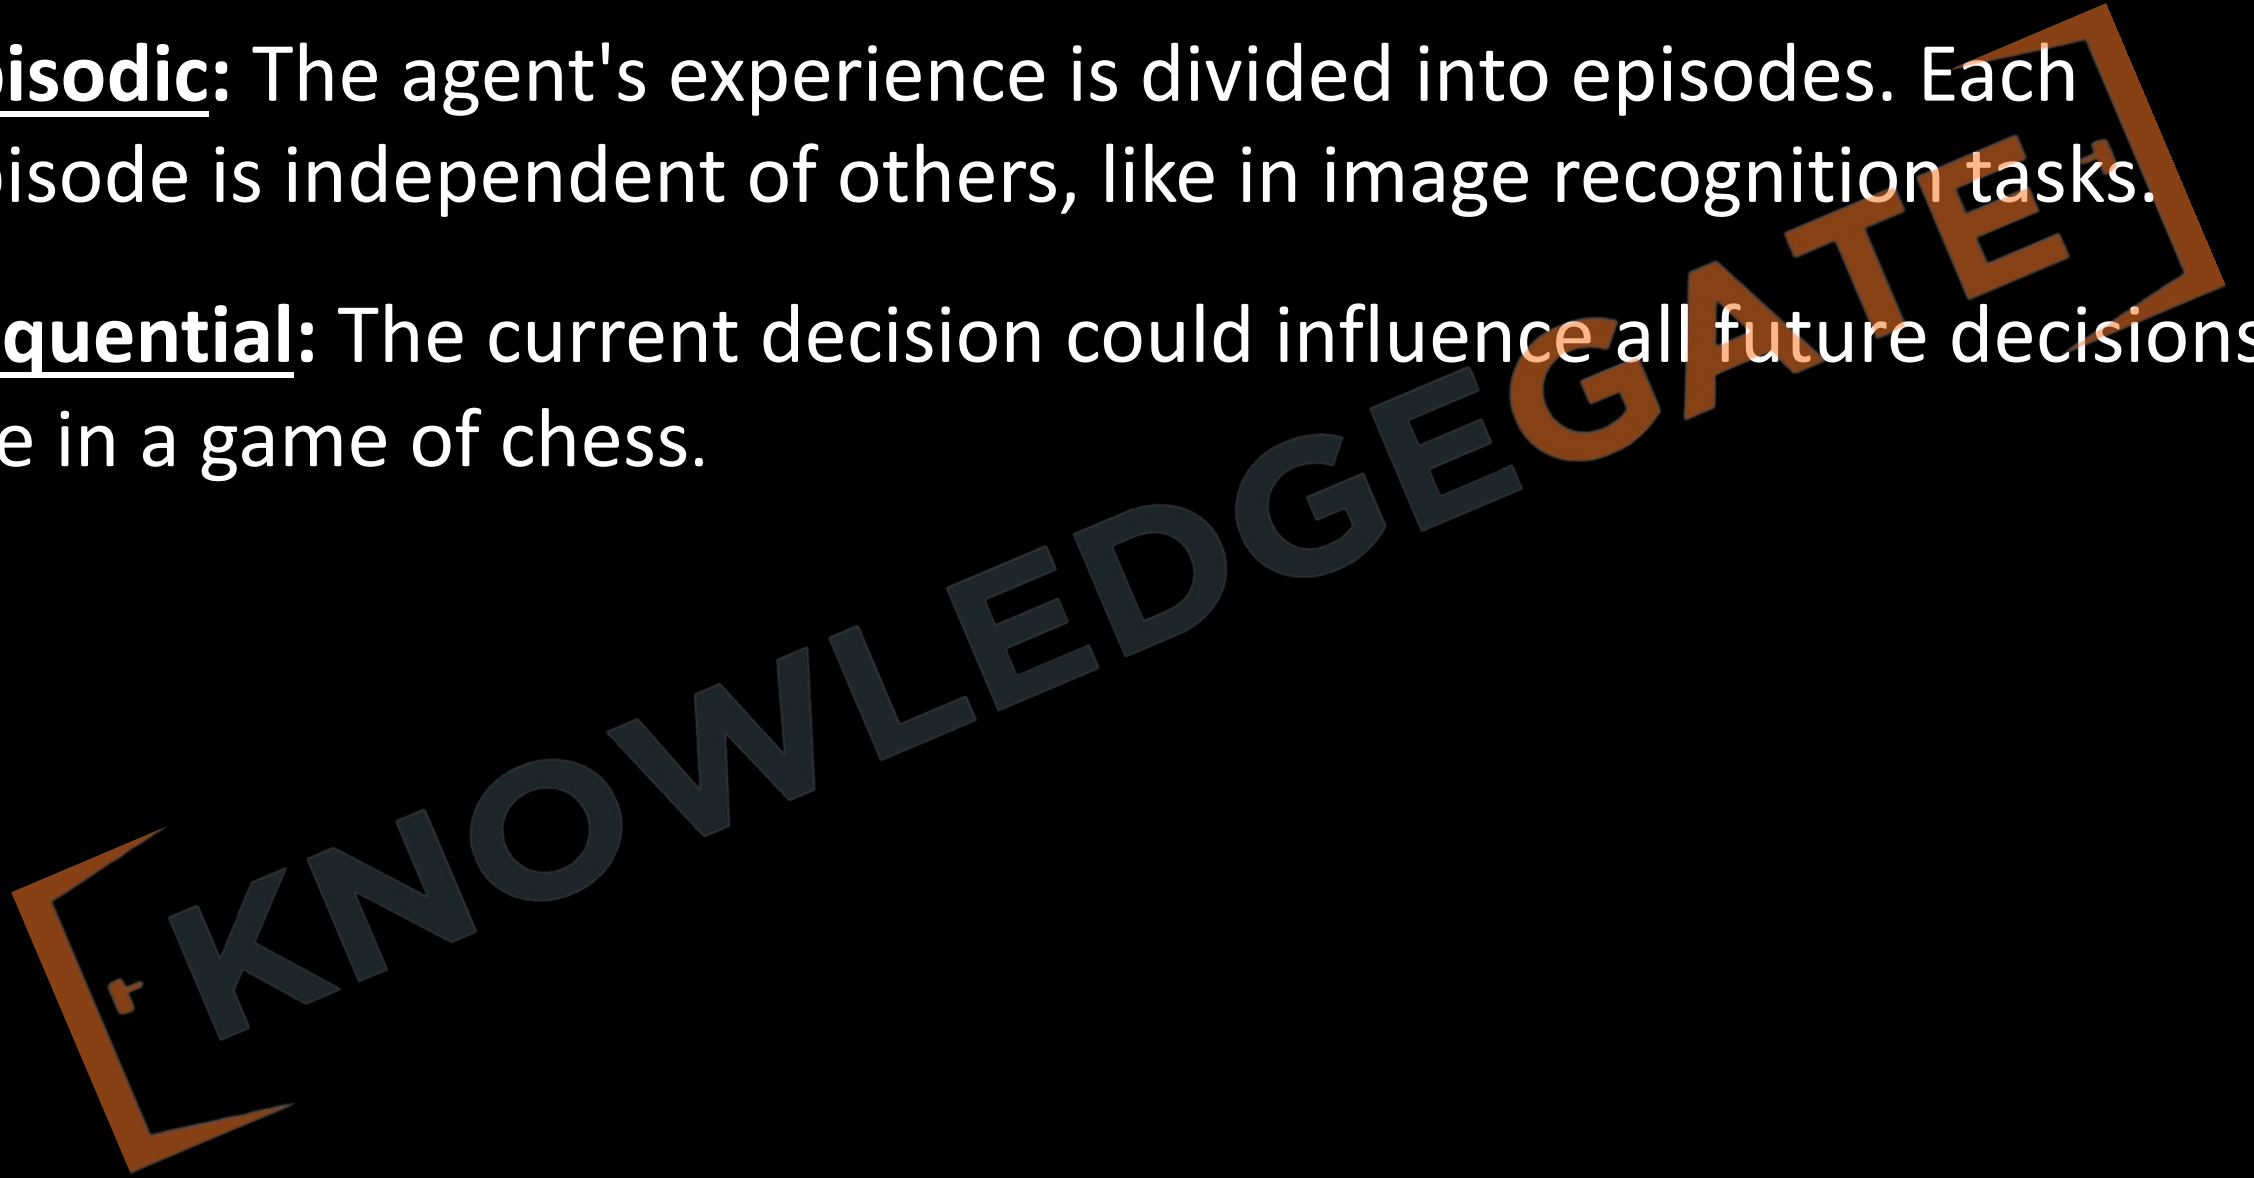 pisodic: The agent's experience is divided into episodes. Each
pisode is independent of others, like in image recognition tasks.
quential: The current decision could influence all future decisions
e in a game of chess.
KNOWLEDGEGATE